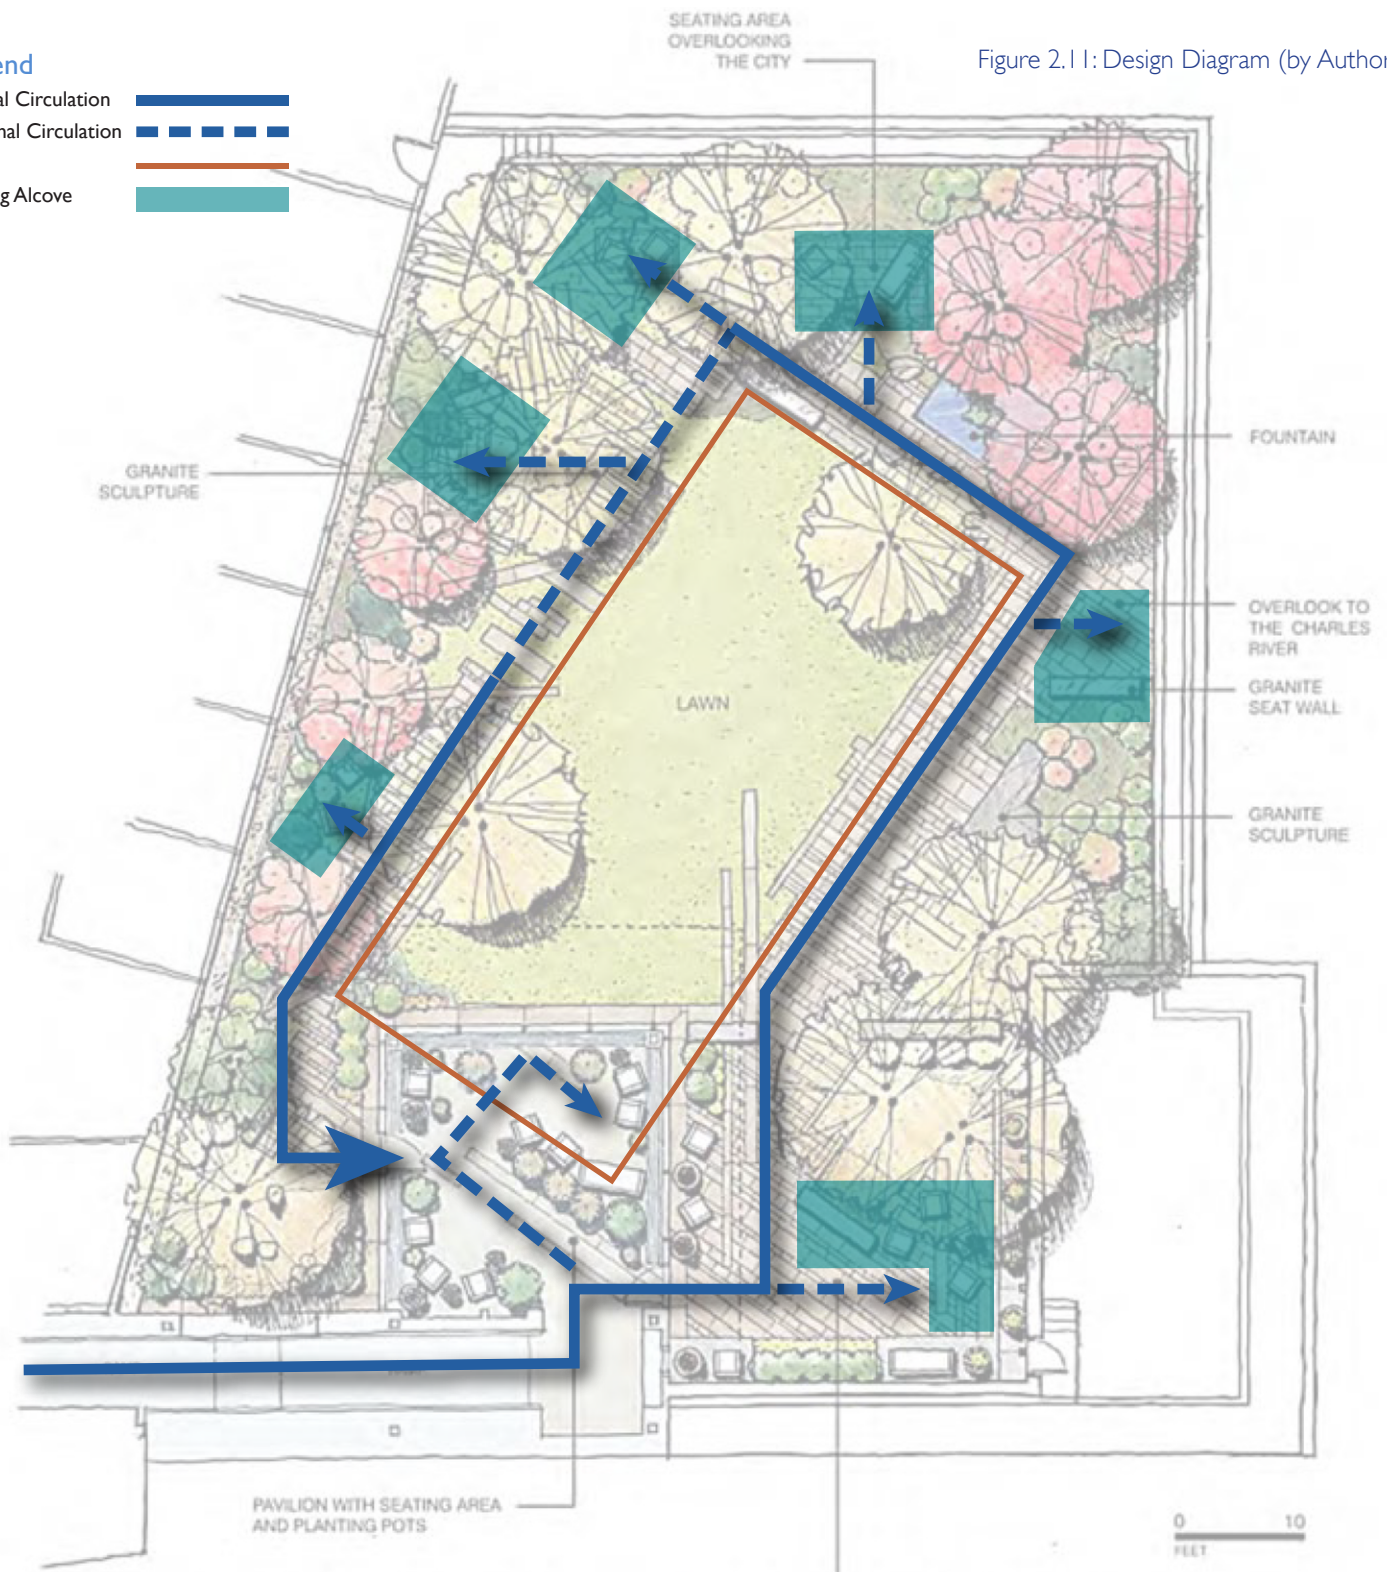 SEATING AREA
OVERLOOKING
THE CITY
Figure 2.11: Design Diagram (by Author
end
al Circulation
nal Circulation
g Alcove
GRANITE
SCULPTURE
FOUNTAIN
OVERLOOK TO
THE CHARLES
RIVER
GRANITE
SEAT WALL
LAWN
GRANITE
SCULPTURE
PAVILION WITH SEATING AREA
AND PLANTING POTS
0 10
FEET